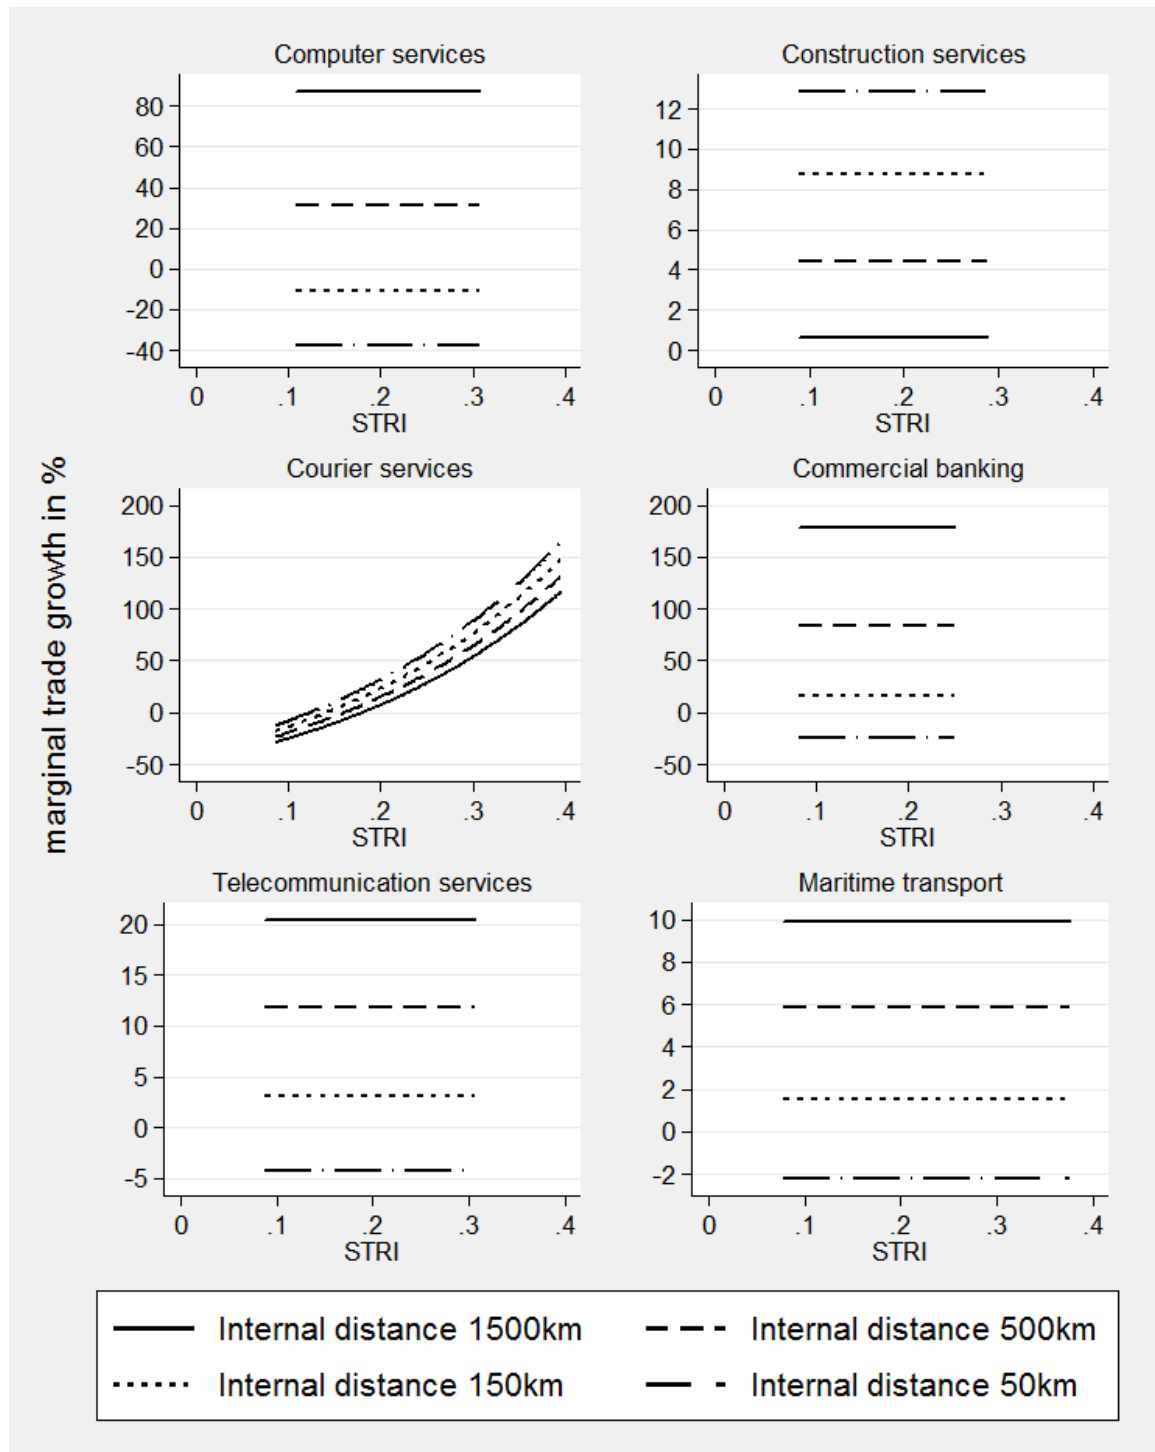 Computer services
80
60
40
20
0
-20
-40
0 .1 .2 .3 .4
STRI
Construction services
12
10
8
6
4
2
0
0 .1 .2 .3 .4
STRI
marginal trade growth in %
Courier services
200
150
100
50
0
-50
0 .1 .2 .3 .4
STRI
Commercial banking
200
150
100
50
0
-50
0 .1 .2 .3 .4
STRI
Telecommunication services
20
15
10
5
0
-5
0 .1 .2 .3 .4
STRI
Maritime transport
10
8
6
4
2
0
-2
0 .1 .2 .3 .4
STRI
Internal distance 1500km
Internal distance 500km
Internal distance 150km
Internal distance 50km